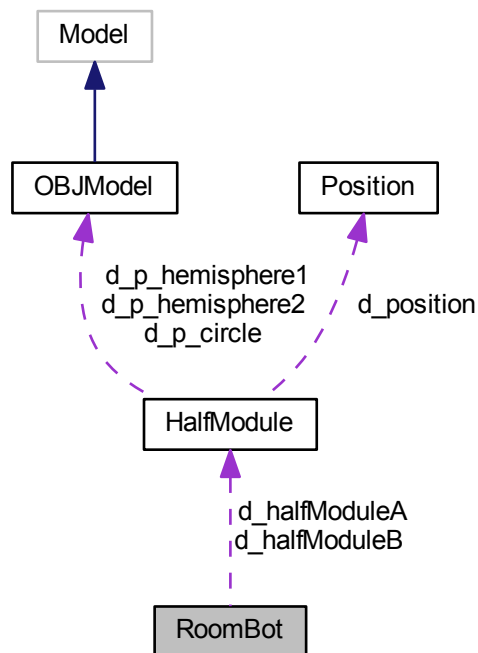 Model
OBJModel
Position
d_p_hemisphere1
d_p_hemisphere2
d_p_circle
d_position
HalfModule
d_halfModuleA
d_halfModuleB
RoomBot